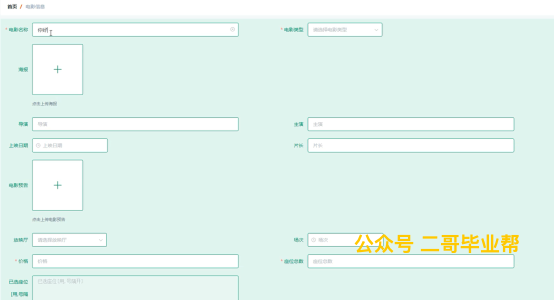 首页 / 电影信息
* 电影名称
* 电影类型 请选择电影类型
海报
点击上传海报
导演 导演
主演 主演
上映日期 上映日期
片长 片长
电影预告
点击上传电影预告
放映厅 请选择放映厅
场次 场次
* 价格 价格
* 座位总数 座位总数
已选座位
公众号 二哥毕业帮